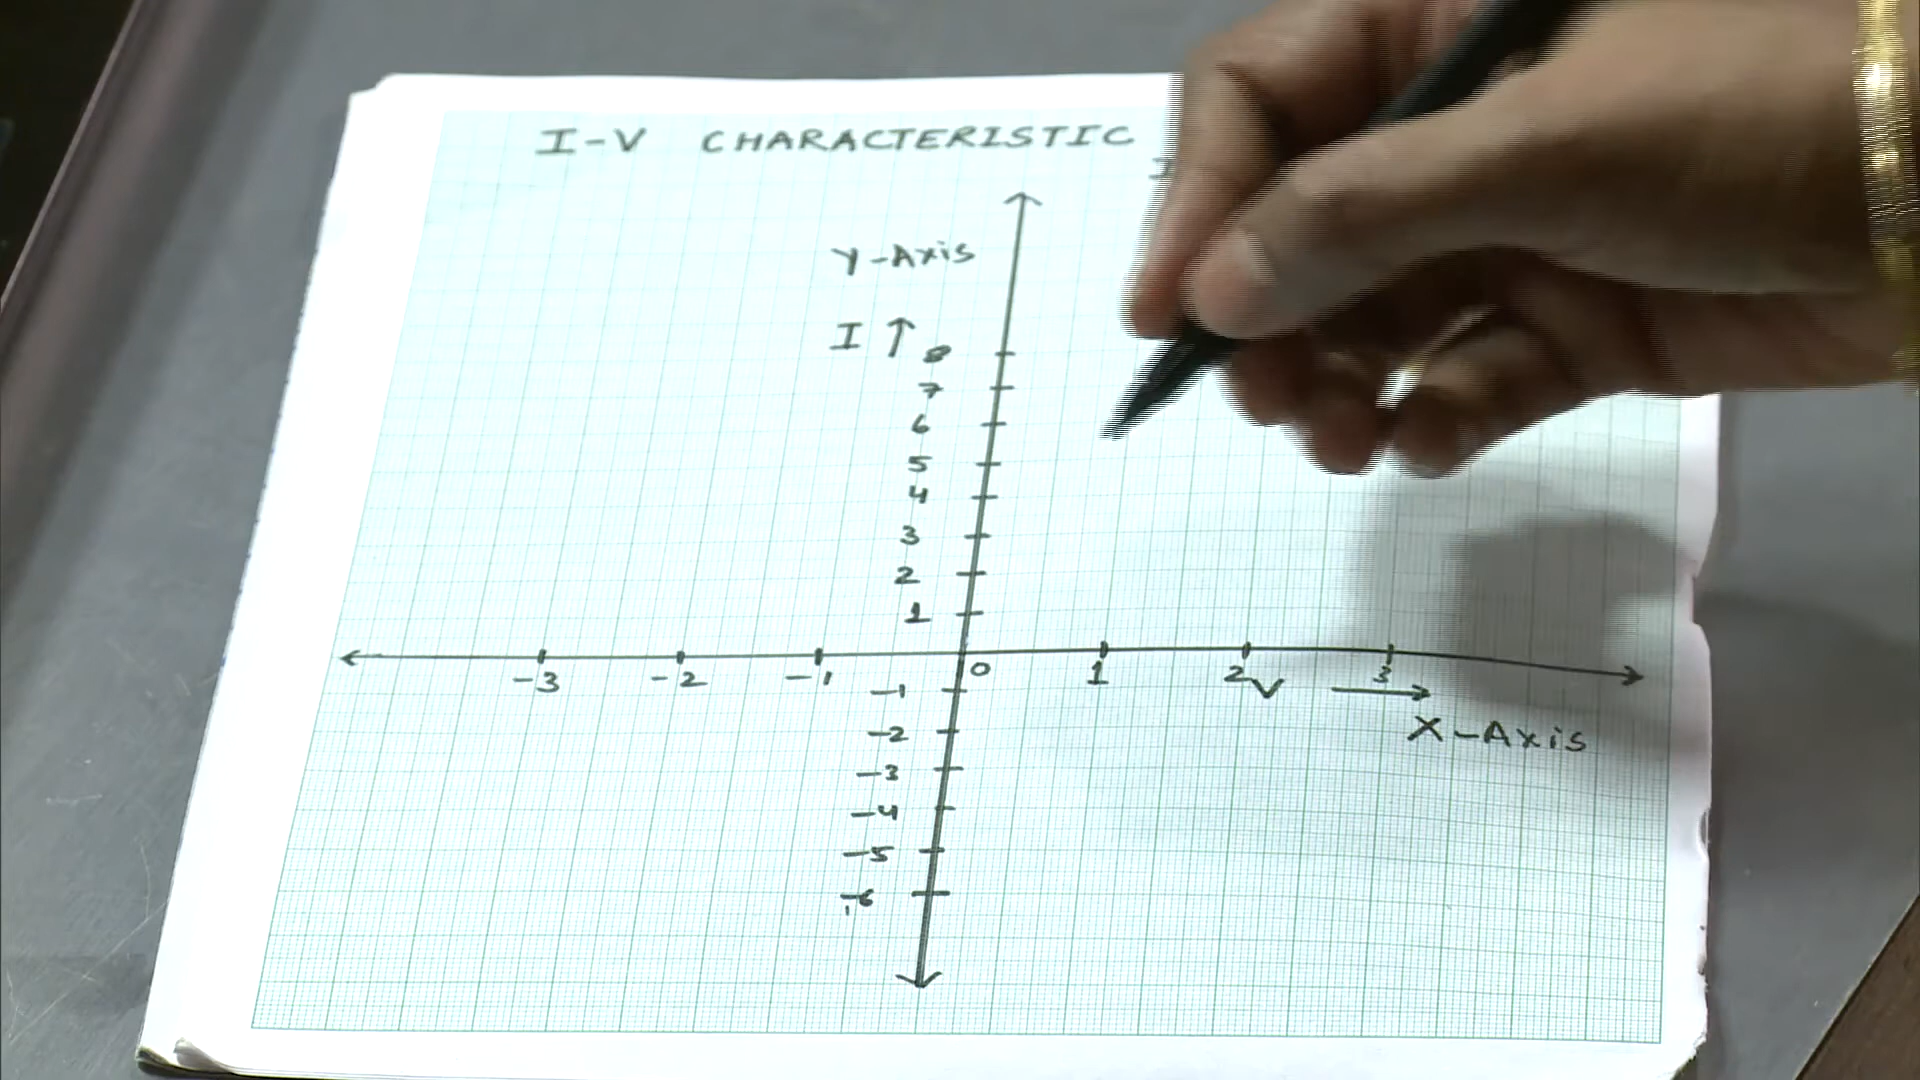 I-V CHARACTERISTIC
Y-Axis
I ↑
8
7
6
5
4
3
2
1
-3 -2 -1 0 1 2 3
V →
X-Axis
-1
-2
-3
-4
-5
-6